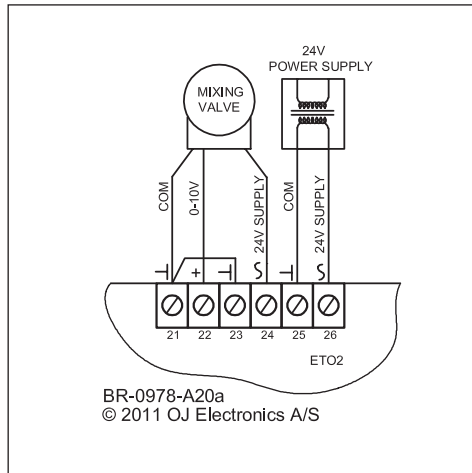 24V
POWER SUPPLY
MIXING
VALVE
COM
0-10V
24V SUPPLY
COM
24V SUPPLY
+
21 22 23 24 25 26
ETO2
BR-0978-A20a
© 2011 OJ Electronics A/S